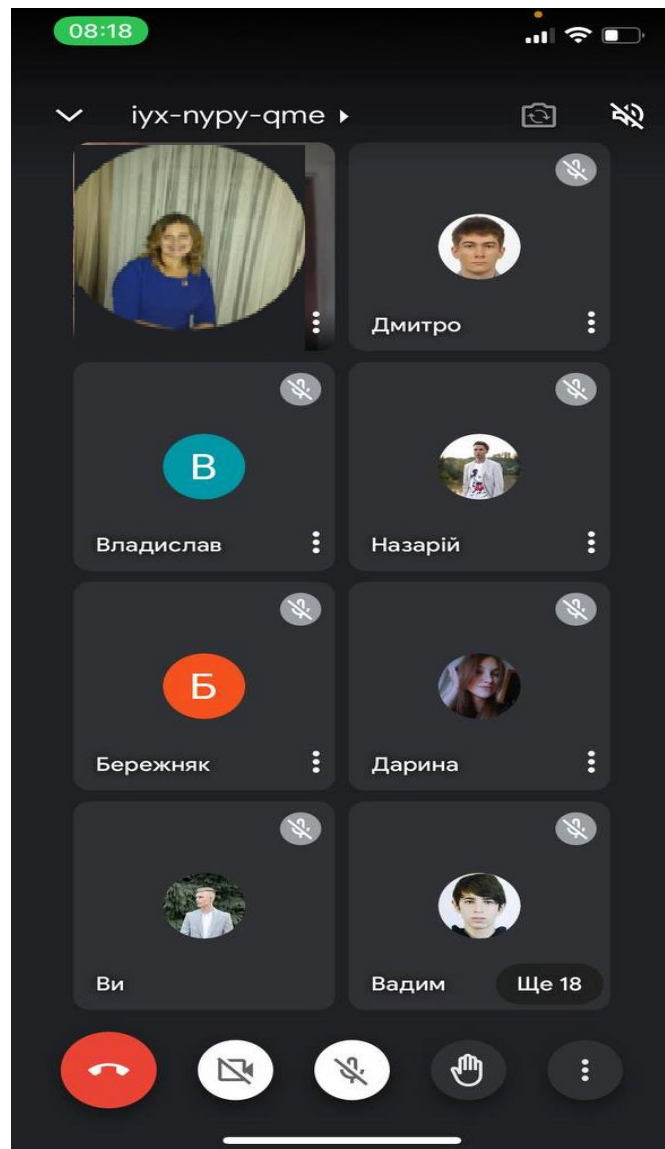 08:18
iyx-nypy-qme
Дмитро
В
Владислав
Назарій
Б
Бережняк
Дарина
Ви
Вадим
Ще 18